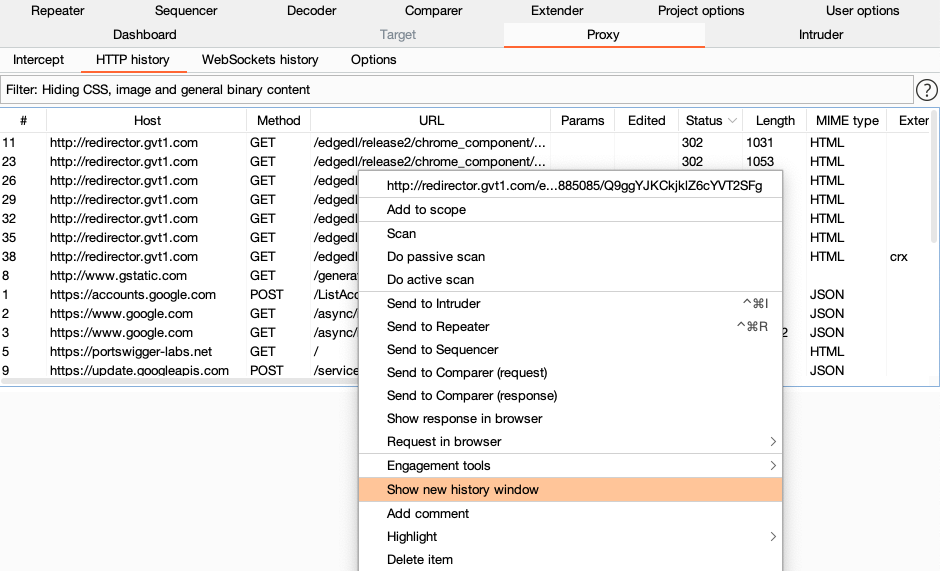 Repeater Sequencer Decoder Comparer Extender Project options User options
Dashboard Target Proxy Intruder
Intercept HTTP history WebSockets history Options
Filter: Hiding CSS, image and general binary content ?
# Host Method URL Params Edited Status Length MIME type Exter
11 http://redirector.gvt1.com GET /edgedl/release2/chrome_component/... 302 1031 HTML
23 http://redirector.gvt1.com GET /edgedl/release2/chrome_component/... 302 1053 HTML
26 http://redirector.gvt1.com GET /edgedl HTML
29 http://redirector.gvt1.com GET /edgedl HTML
32 http://redirector.gvt1.com GET /edgedl HTML
35 http://redirector.gvt1.com GET /edgedl HTML
38 http://redirector.gvt1.com GET /edgedl HTML crx
8 http://www.gstatic.com GET /genera
1 https://accounts.google.com POST /ListAcc JSON
2 https://www.google.com GET /async/ JSON
3 https://www.google.com GET /async/ 2 JSON
5 https://portswigger-labs.net GET / HTML
9 https://update.googleapis.com POST /service JSON
http://redirector.gvt1.com/e...885085/Q9ggYJKCkjklZ6cYVT2SFg
Add to scope
Scan
Do passive scan
Do active scan
Send to Intruder ^⌘I
Send to Repeater ^⌘R
Send to Sequencer
Send to Comparer (request)
Send to Comparer (response)
Show response in browser
Request in browser
Engagement tools
Show new history window
Add comment
Highlight
Delete item